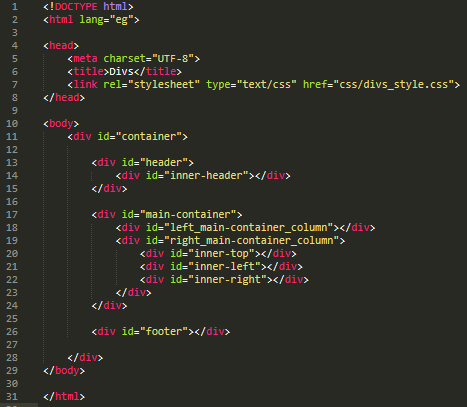 1 <!DOCTYPE html>
2 <html lang="eg">
3
4 <head>
5 <meta charset="UTF-8">
6 <title>Divs</title>
7 <link rel="stylesheet" type="text/css" href="css/divs_style.css">
8 </head>
9
10 <body>
11 <div id="container">
12
13 <div id="header">
14 <div id="inner-header"></div>
15 </div>
16
17 <div id="main-container">
18 <div id="left_main-container_column"></div>
19 <div id="right_main-container_column">
20 <div id="inner-top"></div>
21 <div id="inner-left"></div>
22 <div id="inner-right"></div>
23 </div>
24 </div>
25
26 <div id="footer"></div>
27
28 </div>
29 </body>
30
31 </html>